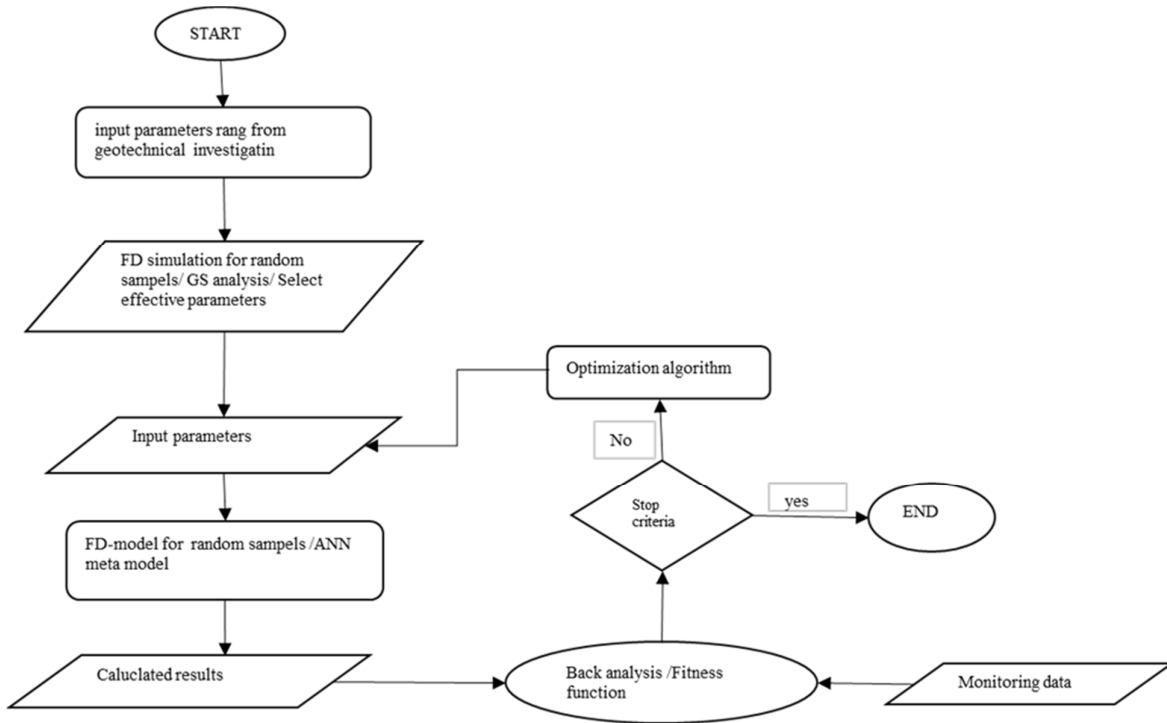 START
input parameters rang from
geotechnical investigatin
FD simulation for random
sampels/ GS analysis/ Select
effective parameters
Optimization algorithm
Input parameters
No
Stop
criteria
yes
END
FD-model for random sampels /ANN
meta model
Caluclated results
Back analysis /Fitness
function
Monitoring data